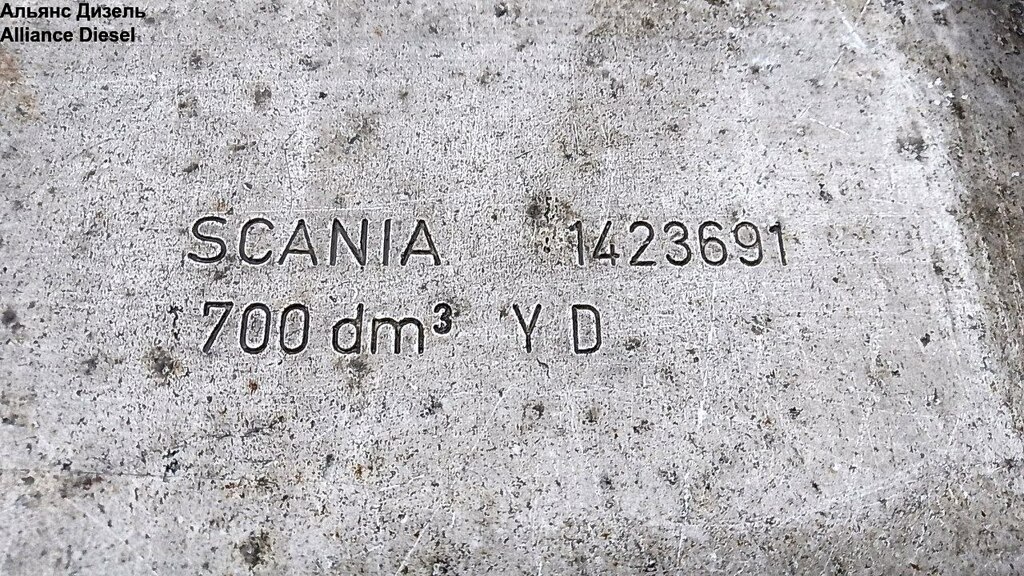 Альянс Дизель
Alliance Diesel
SCANIA 1423691
700 dm³ Y D